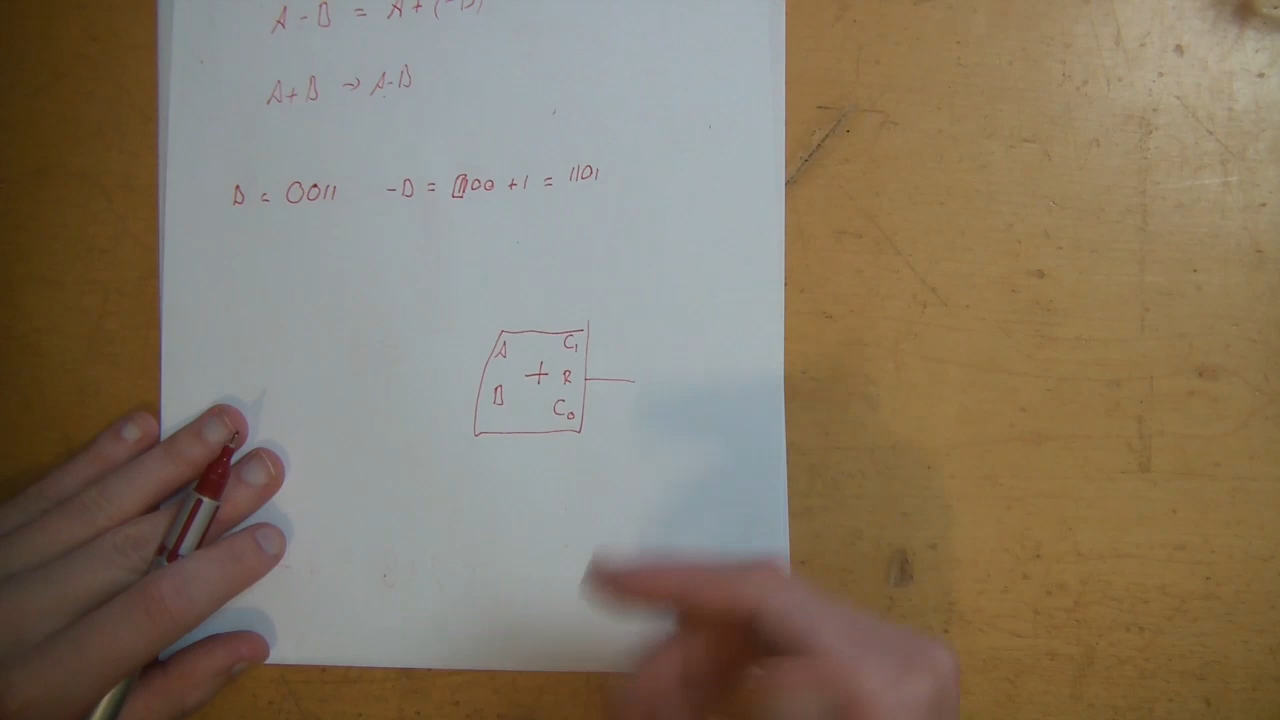 A - B = A + (-B)
A+B → A-B
B = 0011 -B = 1100 +1 = 1101
A C₁
+ R
B C₀